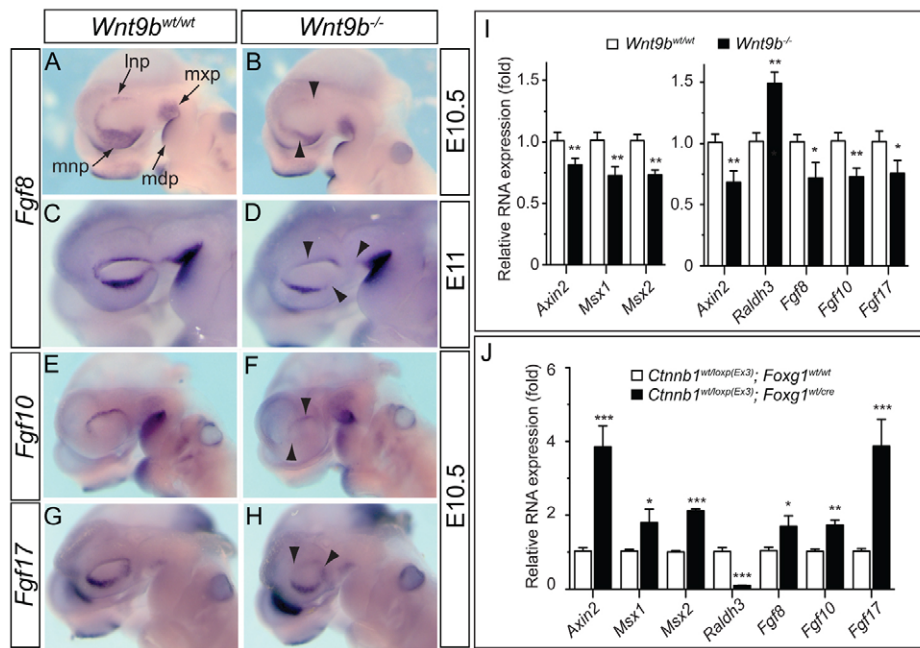 Wnt9b wt/wt
Wnt9b -/-
Fgf8
A
lnp
mxp
mnp
mdp
B
E10.5
C
D
E11
Fgf10
E
F
E10.5
Fgf17
G
H
I
Wnt9b wt/wt
Wnt9b -/-
Relative RNA expression (fold)
1.5
1.0
0.5
0
** ** **
Axin2 Msx1 Msx2
1.5
1.0
0.5
0
** ** * ** *
Axin2 Raldh3 Fgf8 Fgf10 Fgf17
J
Ctnnb1 wt/loxp(Ex3); Foxg1 wt/wt
Ctnnb1 wt/loxp(Ex3); Foxg1 wt/cre
Relative RNA expression (fold)
6
4
2
0
*** * *** *** * ** ***
Axin2 Msx1 Msx2 Raldh3 Fgf8 Fgf10 Fgf17